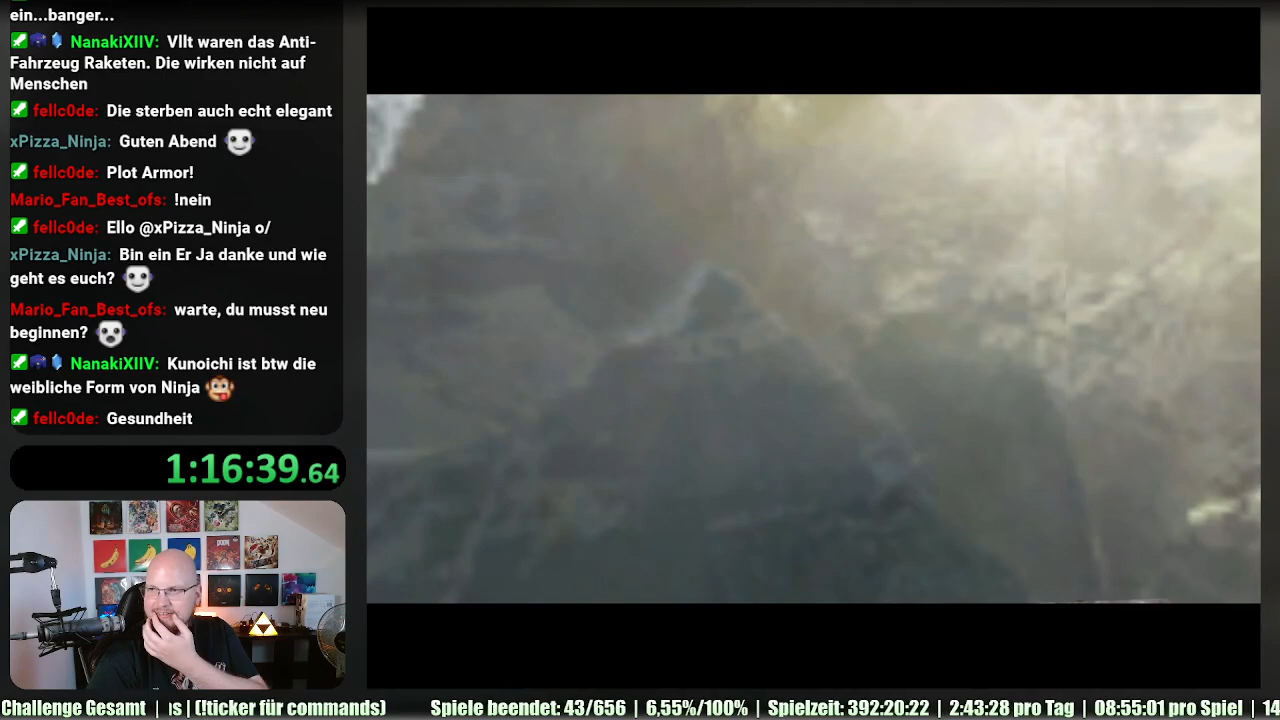 ein...banger...
NanakiXIIV: Vllt waren das Anti-
Fahrzeug Raketen. Die wirken nicht auf
Menschen
fellc0de: Die sterben auch echt elegant
xPizza_Ninja: Guten Abend
fellc0de: Plot Armor!
Mario_Fan_Best_ofs: !nein
fellc0de: Ello @xPizza_Ninja o/
xPizza_Ninja: Bin ein Er Ja danke und wie
geht es euch?
Mario_Fan_Best_ofs: warte, du musst neu
beginnen?
NanakiXIIV: Kunoichi ist btw die
weibliche Form von Ninja
fellc0de: Gesundheit
1:16:39.64
DOOM
Challenge Gesamt | ıs | (!ticker für commands) Spiele beendet: 43/656 | 6,55%/100% | Spielzeit: 392:20:22 | 2:43:28 pro Tag | 08:55:01 pro Spiel | 14